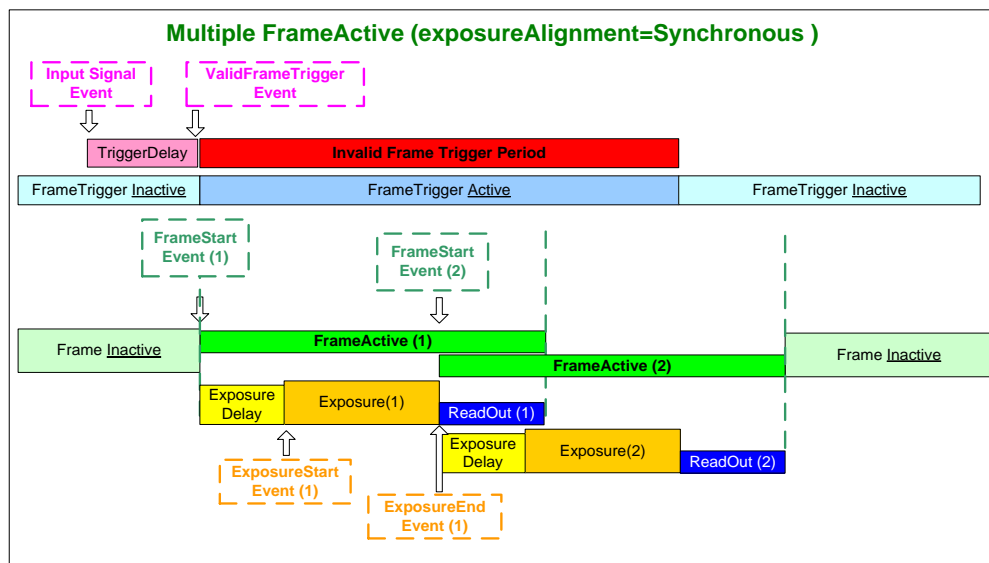 Multiple FrameActive (exposureAlignment=Synchronous )
Input Signal
Event
ValidFrameTrigger
Event
TriggerDelay
Invalid Frame Trigger Period
FrameTrigger Inactive
FrameTrigger Active
FrameTrigger Inactive
FrameStart
Event (1)
FrameStart
Event (2)
Frame Inactive
FrameActive (1)
FrameActive (2)
Frame Inactive
Exposure
Delay
Exposure(1)
ReadOut (1)
Exposure
Delay
Exposure(2)
ReadOut (2)
ExposureStart
Event (1)
ExposureEnd
Event (1)